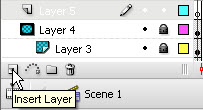 Layer 5
Layer 4
Layer 3
Insert Layer
Scene 1